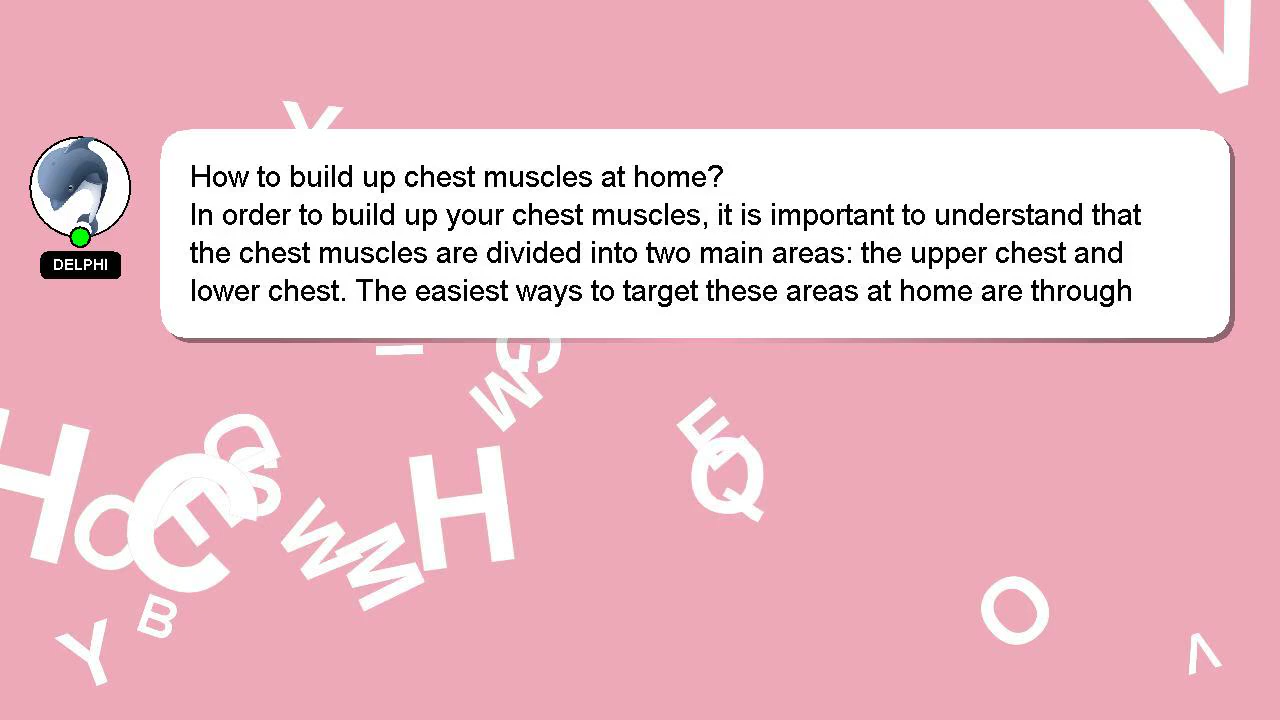 How to build up chest muscles at home?
In order to build up your chest muscles, it is important to understand that
the chest muscles are divided into two main areas: the upper chest and
lower chest. The easiest ways to target these areas at home are through
DELPHI
V
Y
I
G
M
H
O
C
D
S
E
W
M
H
E
Q
B
Y
O
V